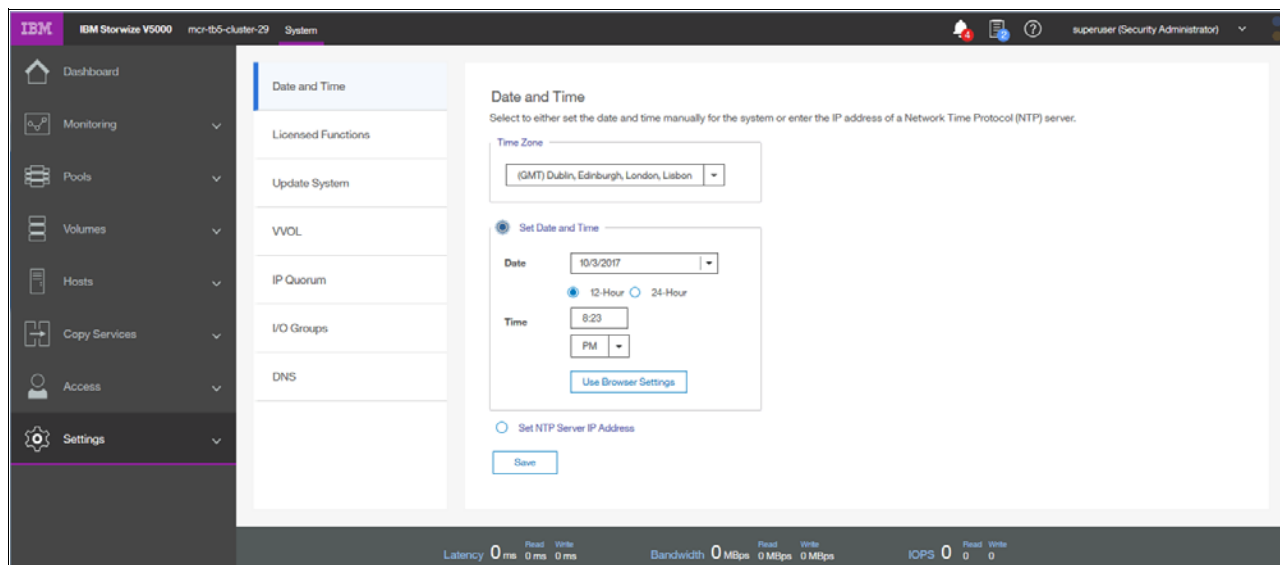 IBM IBM Storwize V5000 mcr-tb5-cluster-29 System 4 2 ? superuser (Security Administrator)
Dashboard
Monitoring
Pools
Volumes
Hosts
Copy Services
Access
Settings
Date and Time
Licensed Functions
Update System
VVOL
IP Quorum
I/O Groups
DNS
Date and Time
Select to either set the date and time manually for the system or enter the IP address of a Network Time Protocol (NTP) server.
Time Zone
(GMT) Dublin, Edinburgh, London, Lisbon
Set Date and Time
Date 10/3/2017
12-Hour 24-Hour
Time 8:23
PM
Use Browser Settings
Set NTP Server IP Address
Save
Read Write Read Write Read Write
Latency 0 ms 0 ms 0 ms Bandwidth 0 MBps 0 MBps 0 MBps IOPS 0 0 0